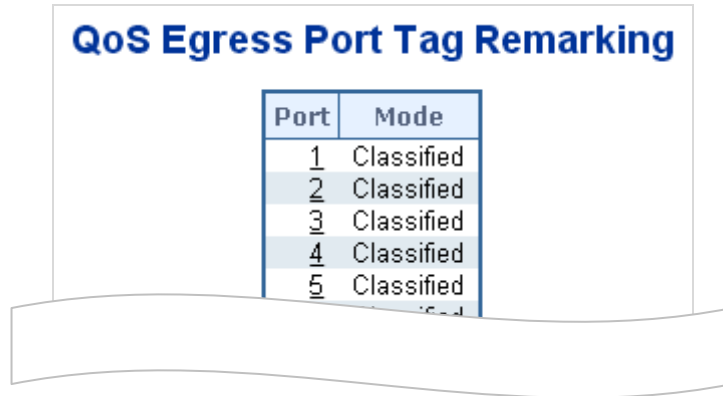 QoS Egress Port Tag Remarking
Port Mode
1 Classified
2 Classified
3 Classified
4 Classified
5 Classified